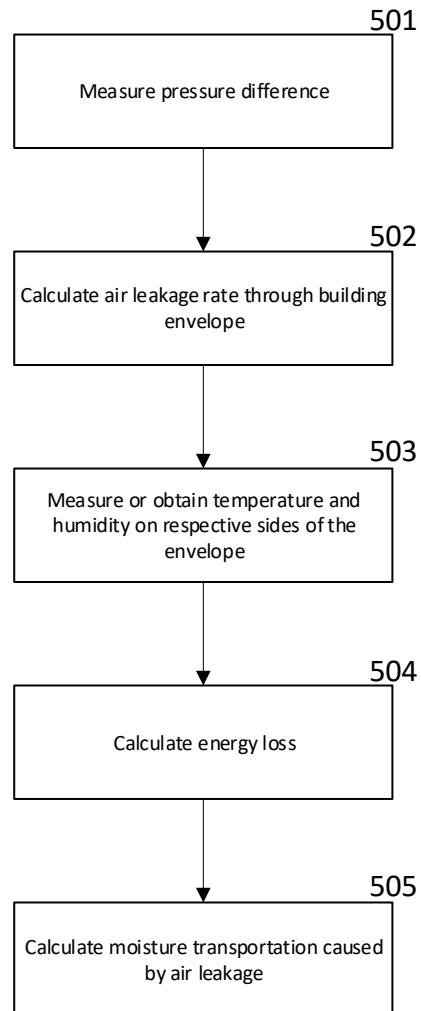 501
Measure pressure difference
502
Calculate air leakage rate through building
envelope
503
Measure or obtain temperature and
humidity on respective sides of the
envelope
504
Calculate energy loss
505
Calculate moisture transportation caused
by air leakage